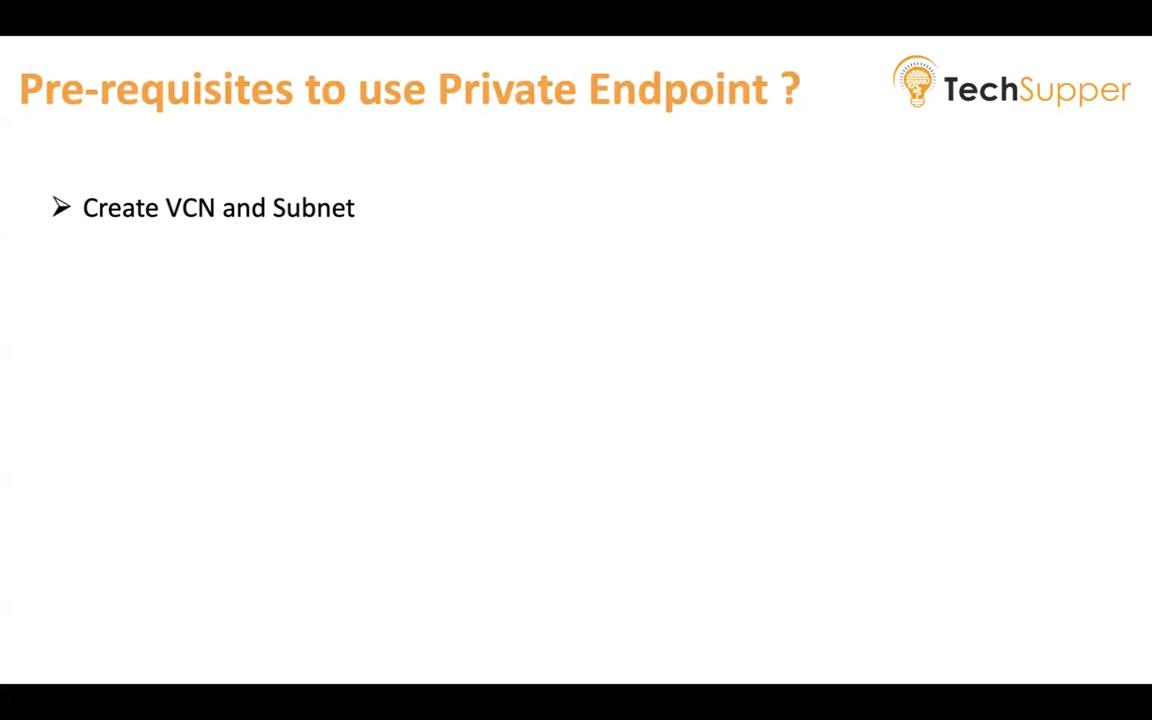 Pre-requisites to use Private Endpoint ?
TechSupper
➢ Create VCN and Subnet